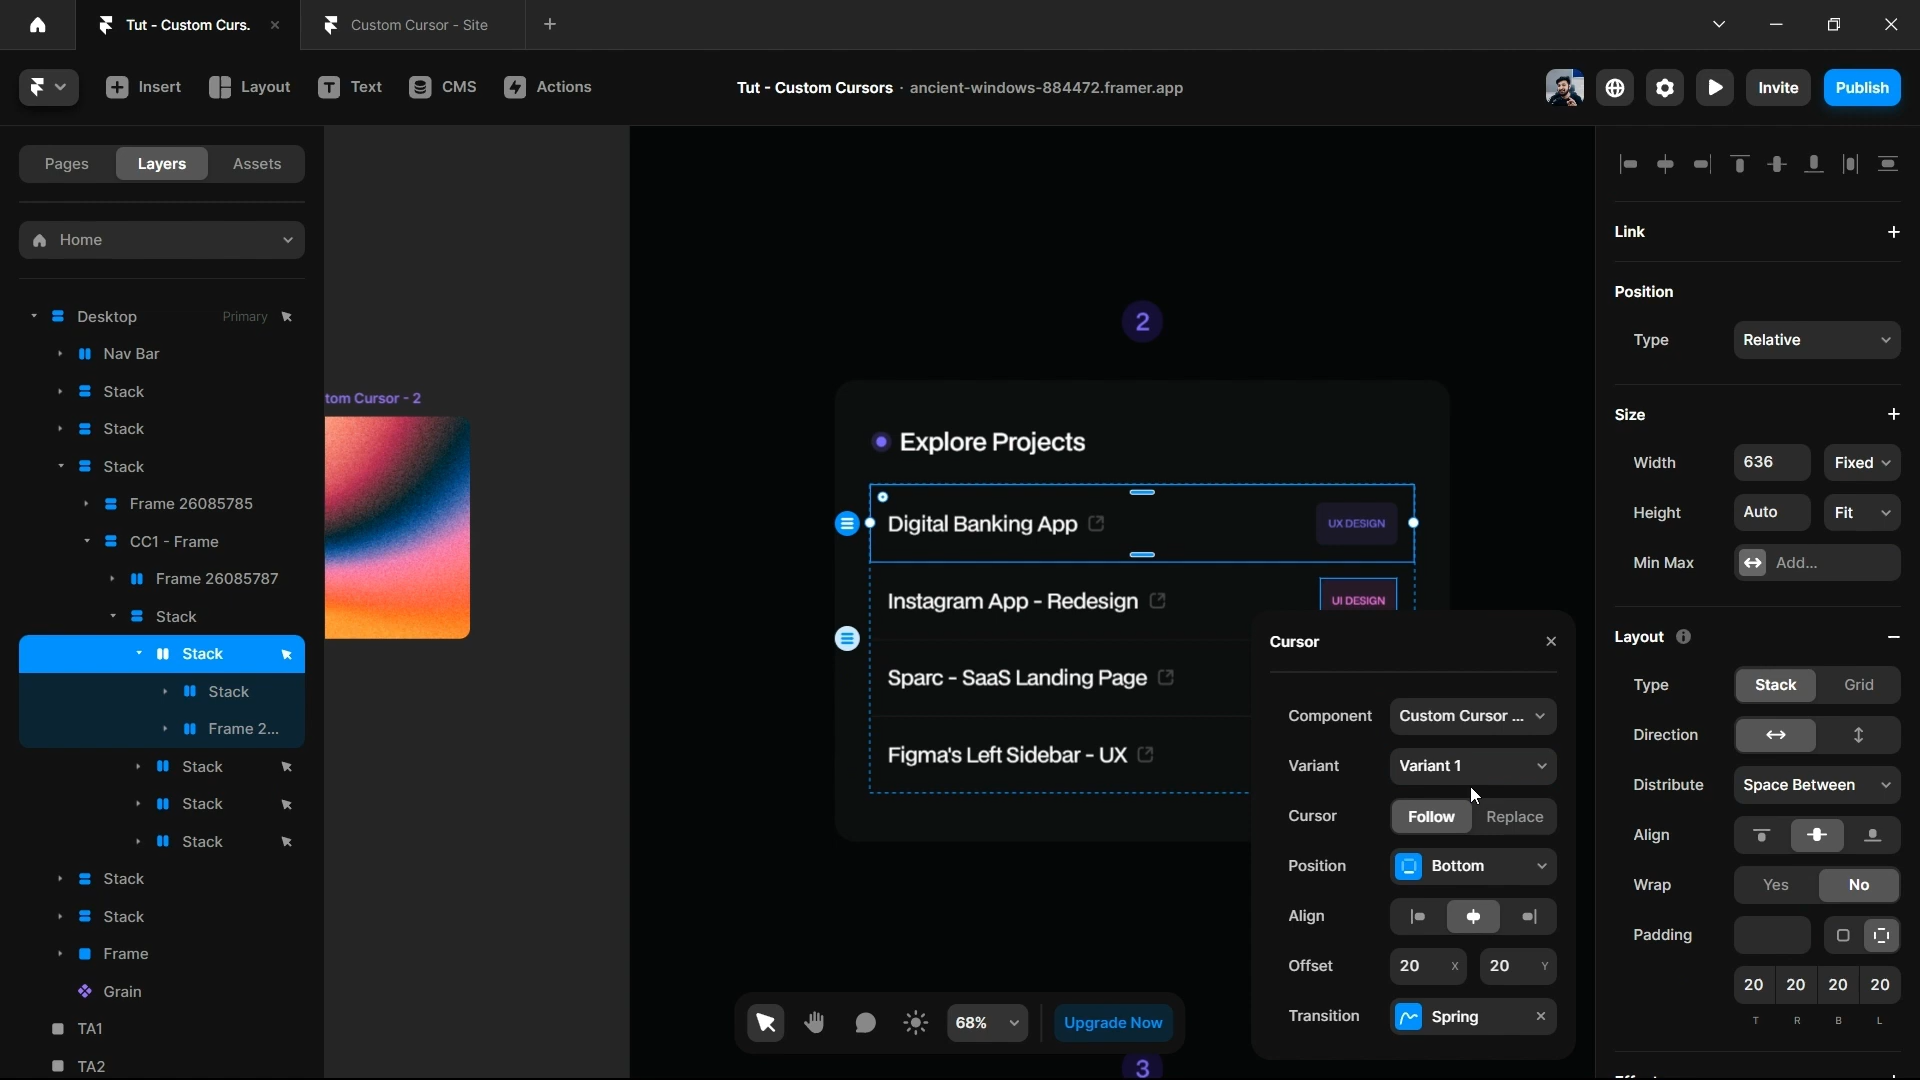 Tut - Custom Curs.
Custom Cursor - Site
Insert
Layout
Text
CMS
Actions
Tut - Custom Cursors · ancient-windows-884472.framer.app
Invite
Publish
Pages
Layers
Assets
Home
Desktop
Primary
Nav Bar
Stack
Stack
Stack
Frame 26085785
CC1 - Frame
Frame 26085787
Stack
Stack
Stack
Frame 2...
Stack
Stack
Stack
Stack
Stack
Frame
Grain
TA1
TA2
tom Cursor - 2
2
Explore Projects
Digital Banking App
UX DESIGN
Instagram App - Redesign
UI DESIGN
Sparc - SaaS Landing Page
Figma's Left Sidebar - UX
3
68%
Upgrade Now
Cursor
Component
Custom Cursor ...
Variant
Variant 1
Cursor
Follow
Replace
Position
Bottom
Align
Offset
20 X
20 Y
Transition
Spring
Link
Position
Type
Relative
Size
Width
636
Fixed
Height
Auto
Fit
Min Max
Add...
Layout
Type
Stack
Grid
Direction
Distribute
Space Between
Align
Wrap
Yes
No
Padding
20 20 20 20
T R B L